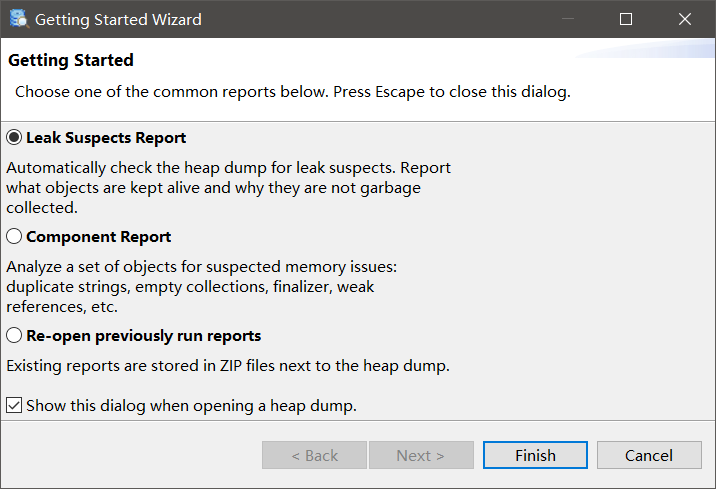 Getting Started Wizard
Getting Started
Choose one of the common reports below. Press Escape to close this dialog.
Leak Suspects Report
Automatically check the heap dump for leak suspects. Report
what objects are kept alive and why they are not garbage
collected.
Component Report
Analyze a set of objects for suspected memory issues:
duplicate strings, empty collections, finalizer, weak
references, etc.
Re-open previously run reports
Existing reports are stored in ZIP files next to the heap dump.
Show this dialog when opening a heap dump.
< Back
Next >
Finish
Cancel